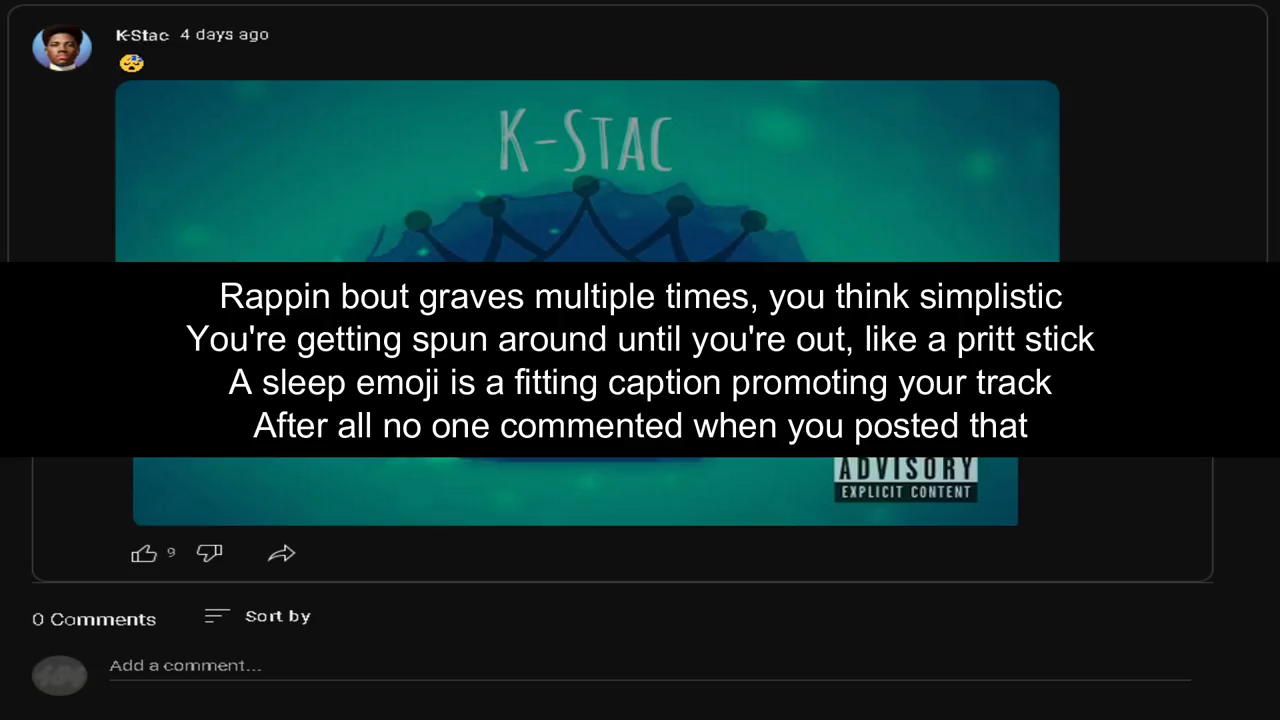 K-Stac 4 days ago
😴
K-STAC
Rappin bout graves multiple times, you think simplistic
You're getting spun around until you're out, like a pritt stick
A sleep emoji is a fitting caption promoting your track
After all no one commented when you posted that
ADVISORY
EXPLICIT CONTENT
9
0 Comments Sort by
Add a comment...